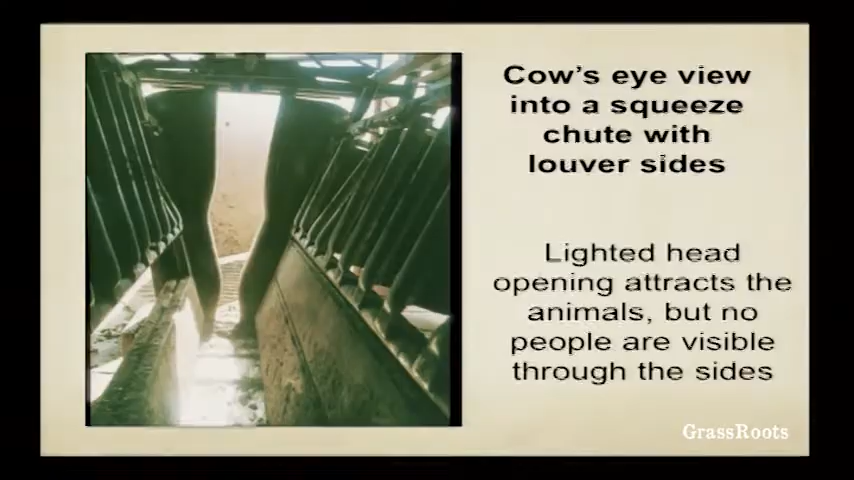 Cow's eye view
into a squeeze
chute with
louver sides
Lighted head
opening attracts the
animals, but no
people are visible
through the sides
GrassRoots